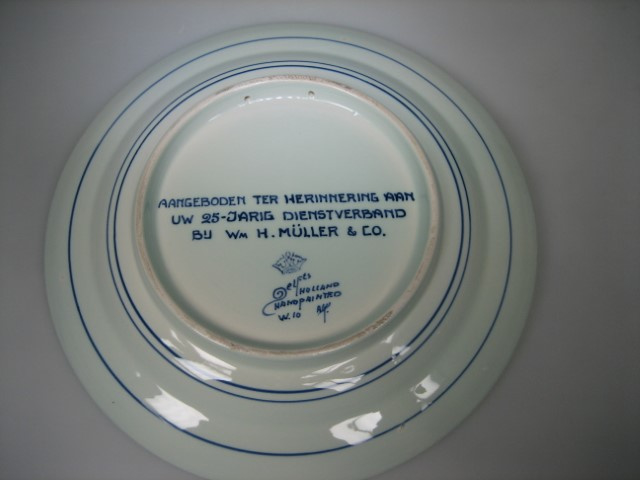 AANGEBODEN TER HERINNERING AAN
UW 25-JARIG DIENSTVERBAND
BIJ WM H. MÜLLER & CO.
Delfts
HOLLAND
HANDPAINTED
W.10